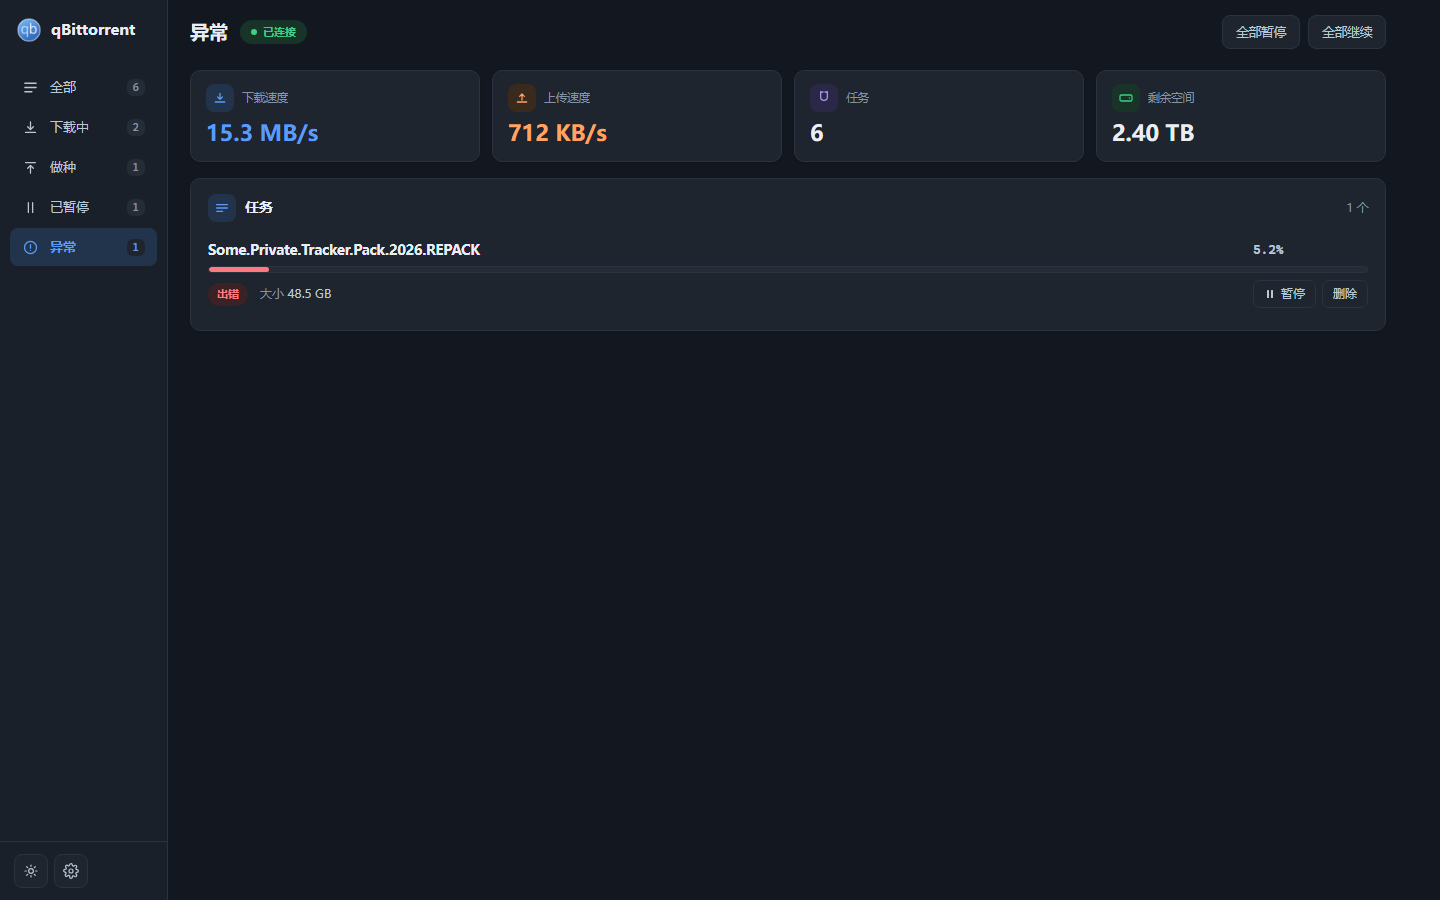 qb qBittorrent
全部 6
下载中 2
做种 1
已暂停 1
异常 1
异常 已连接 全部暂停 全部继续
下载速度
15.3 MB/s
上传速度
712 KB/s
任务
6
剩余空间
2.40 TB
任务 1 个
Some.Private.Tracker.Pack.2026.REPACK 5.2%
出错 大小 48.5 GB 暂停 删除